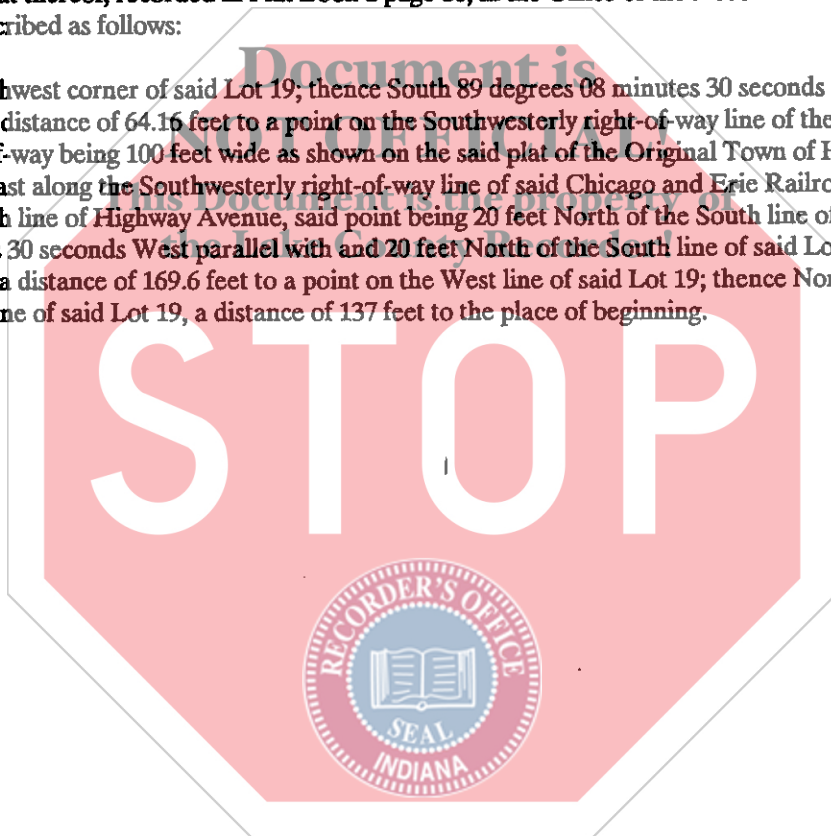 cribed as follows:
Document is
hwest corner of said Lot 19; thence South 89 degrees 08 minutes 30 seconds
distance of 64.16 feet to a point on the Southwesterly right-of-way line of the
NOT OFFICIAL!
f-way being 100 feet wide as shown on the said plat of the Original Town of H
This Document is the property of
ast along the Southwesterly right-of-way line of said Chicago and Erie Railro
h line of Highway Avenue, said point being 20 feet North of the South line of
the Lake County Recorder!
30 seconds West parallel with and 20 feet North of the South line of said Lo
a distance of 169.6 feet to a point on the West line of said Lot 19; thence Nor
ne of said Lot 19, a distance of 137 feet to the place of beginning.
STOP
RECORDER'S OFFICE
SEAL
INDIANA